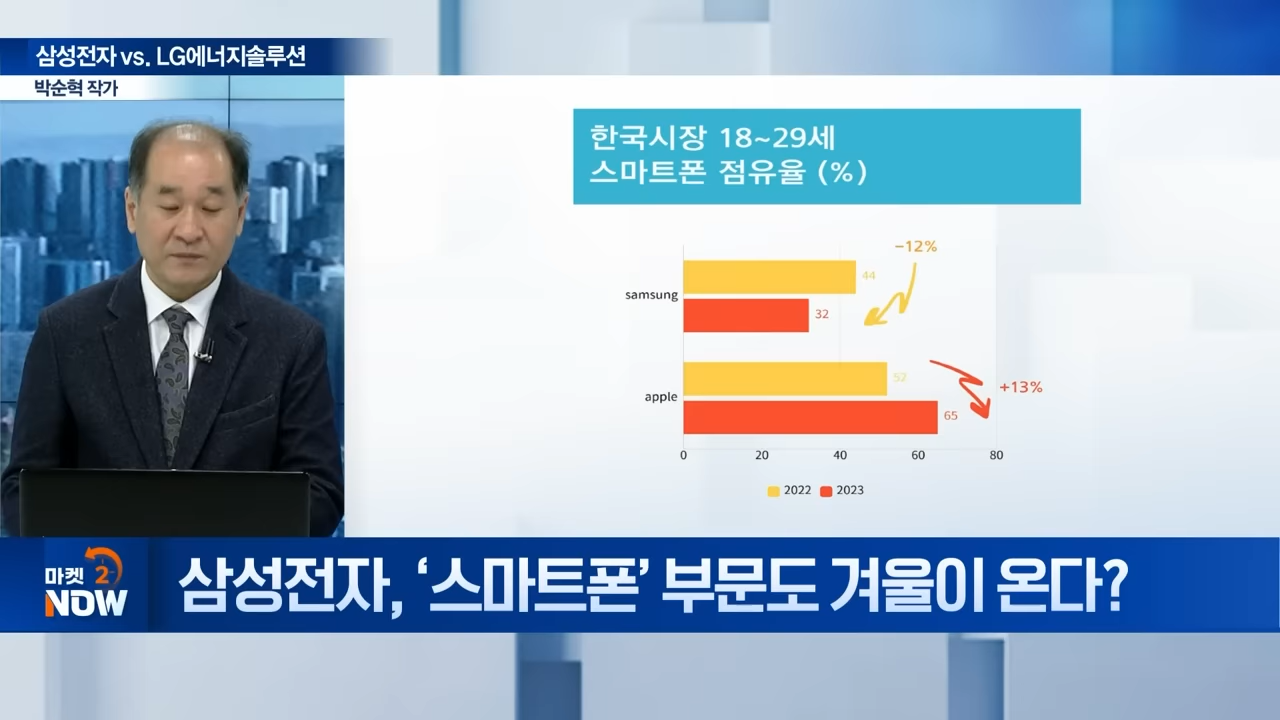 삼성전자 vs. LG에너지솔루션
박순혁 작가
한국시장 18~29세
스마트폰 점유율 (%)
-12%
samsung
44
32
apple
52
65
+13%
0 20 40 60 80
2022 2023
마켓 2
NOW
삼성전자, ‘스마트폰’ 부문도 겨울이 온다?